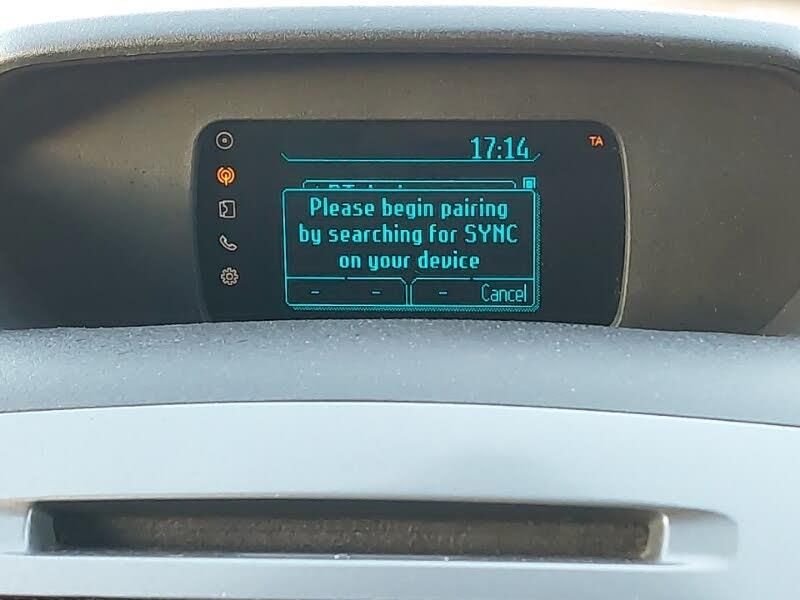 17:14
TA
Please begin pairing
by searching for SYNC
on your device
- - - Cancel